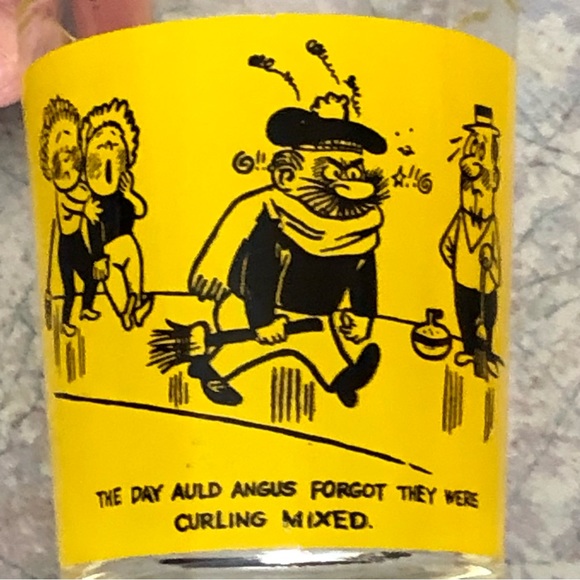 @!!
☆!!@
THE DAY AULD ANGUS FORGOT THEY WERE
CURLING MIXED.